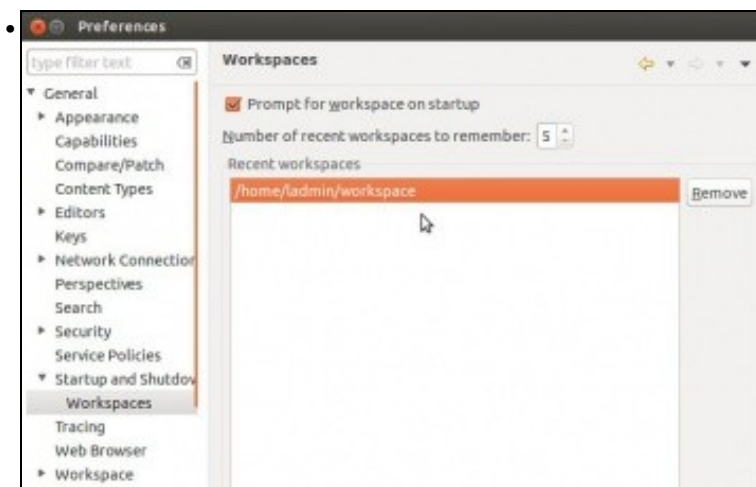 Preferences
type filter text
Workspaces
General
Appearance
Capabilities
Compare/Patch
Content Types
Editors
Keys
Network Connection
Perspectives
Search
Security
Service Policies
Startup and Shutdov
Workspaces
Tracing
Web Browser
Workspace
Prompt for workspace on startup
Number of recent workspaces to remember: 5
Recent workspaces
/home/ladmin/workspace
Remove